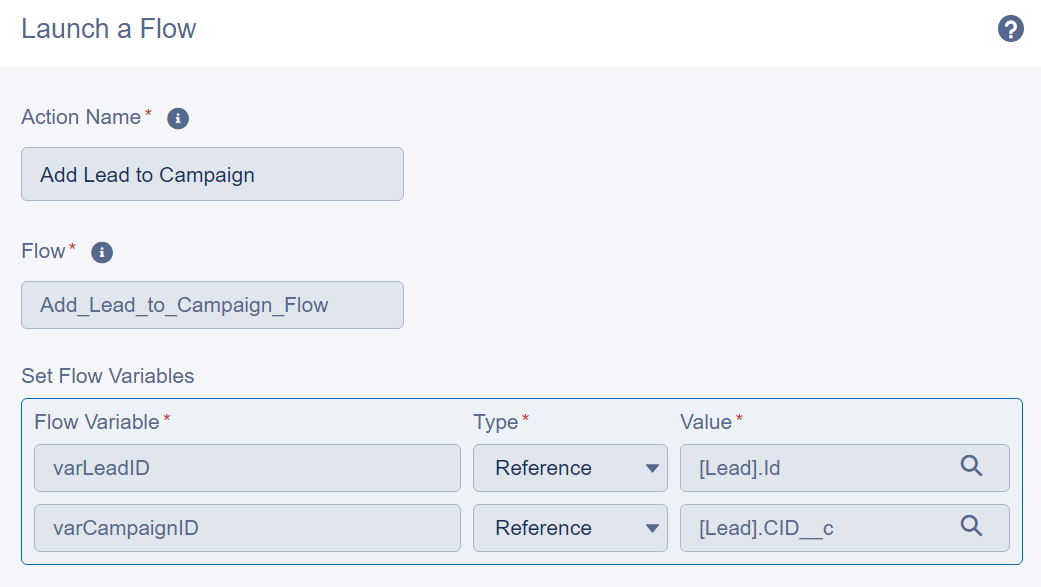 Launch a Flow
Action Name*
Add Lead to Campaign
Flow*
Add_Lead_to_Campaign_Flow
Set Flow Variables
Flow Variable* Type* Value*
varLeadID Reference [Lead].Id
varCampaignID Reference [Lead].CID__c